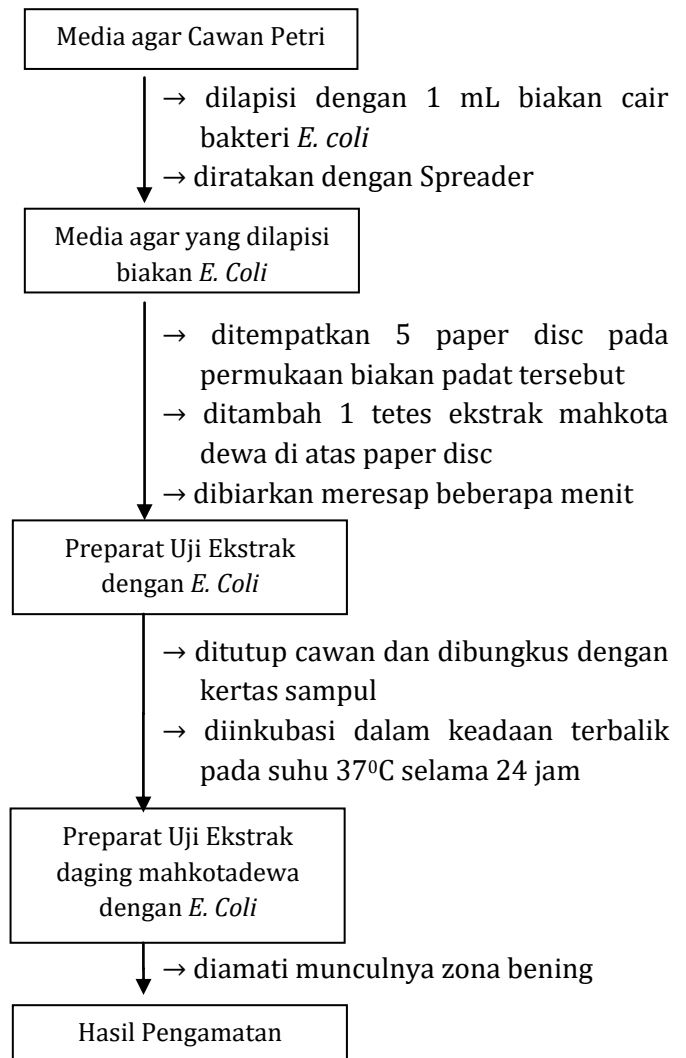 Media agar Cawan Petri
→ dilapisi dengan 1 mL biakan cair
bakteri E. coli
→ diratakan dengan Spreader
Media agar yang dilapisi
biakan E. Coli
→ ditempatkan 5 paper disc pada
permukaan biakan padat tersebut
→ ditambah 1 tetes ekstrak mahkota
dewa di atas paper disc
→ dibiarkan meresap beberapa menit
Preparat Uji Ekstrak
dengan E. Coli
→ ditutup cawan dan dibungkus dengan
kertas sampul
→ diinkubasi dalam keadaan terbalik
pada suhu 37⁰C selama 24 jam
Preparat Uji Ekstrak
daging mahkotadewa
dengan E. Coli
→ diamati munculnya zona bening
Hasil Pengamatan